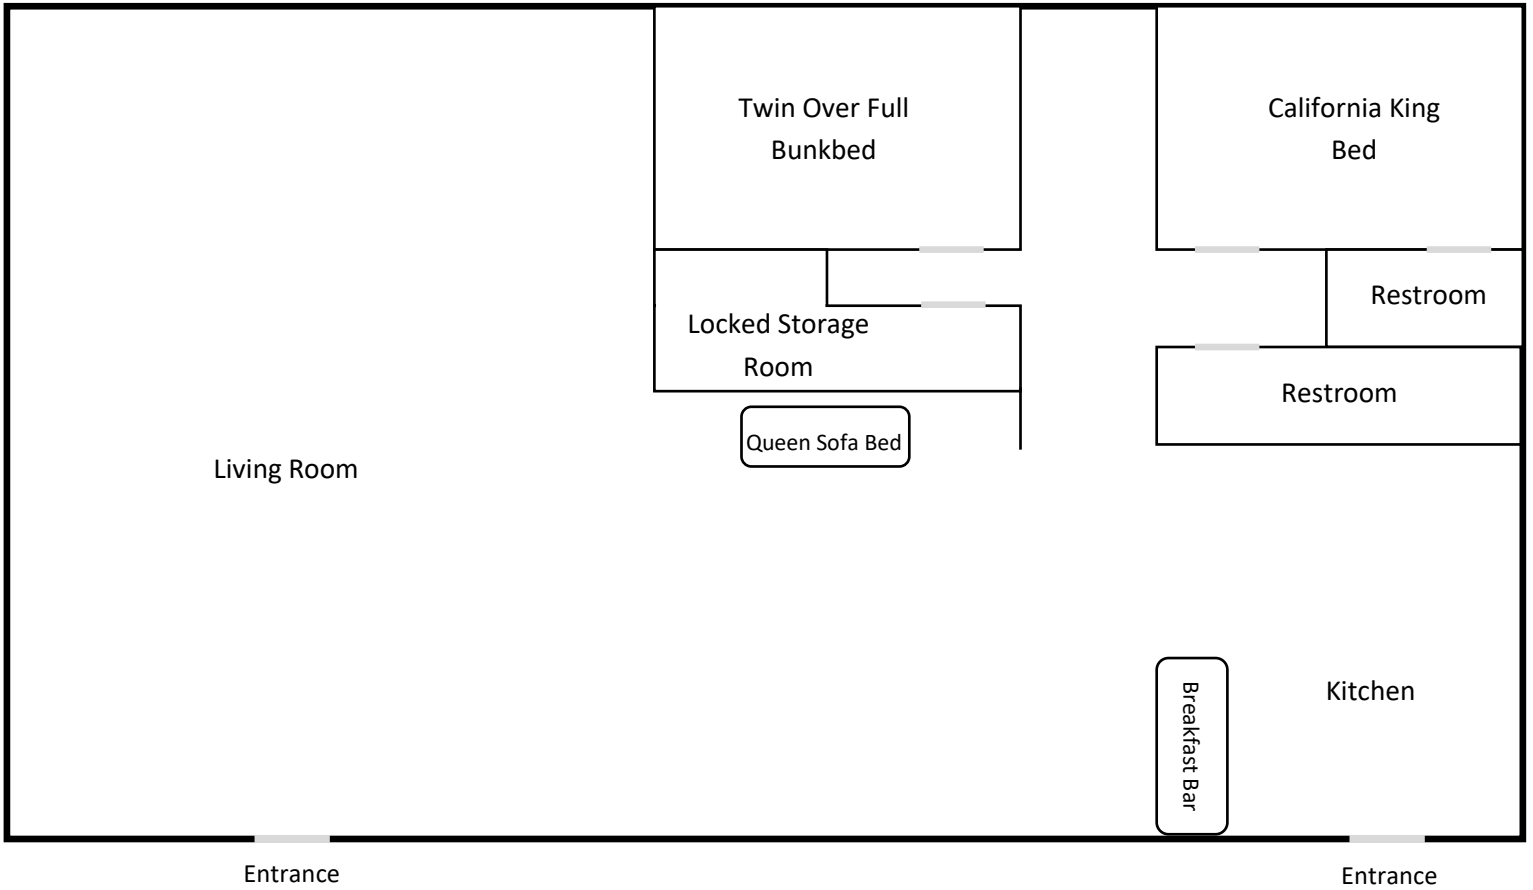 Twin Over Full
Bunkbed
California King
Bed
Restroom
Locked Storage
Room
Restroom
Queen Sofa Bed
Living Room
Kitchen
Breakfast Bar
Entrance
Entrance